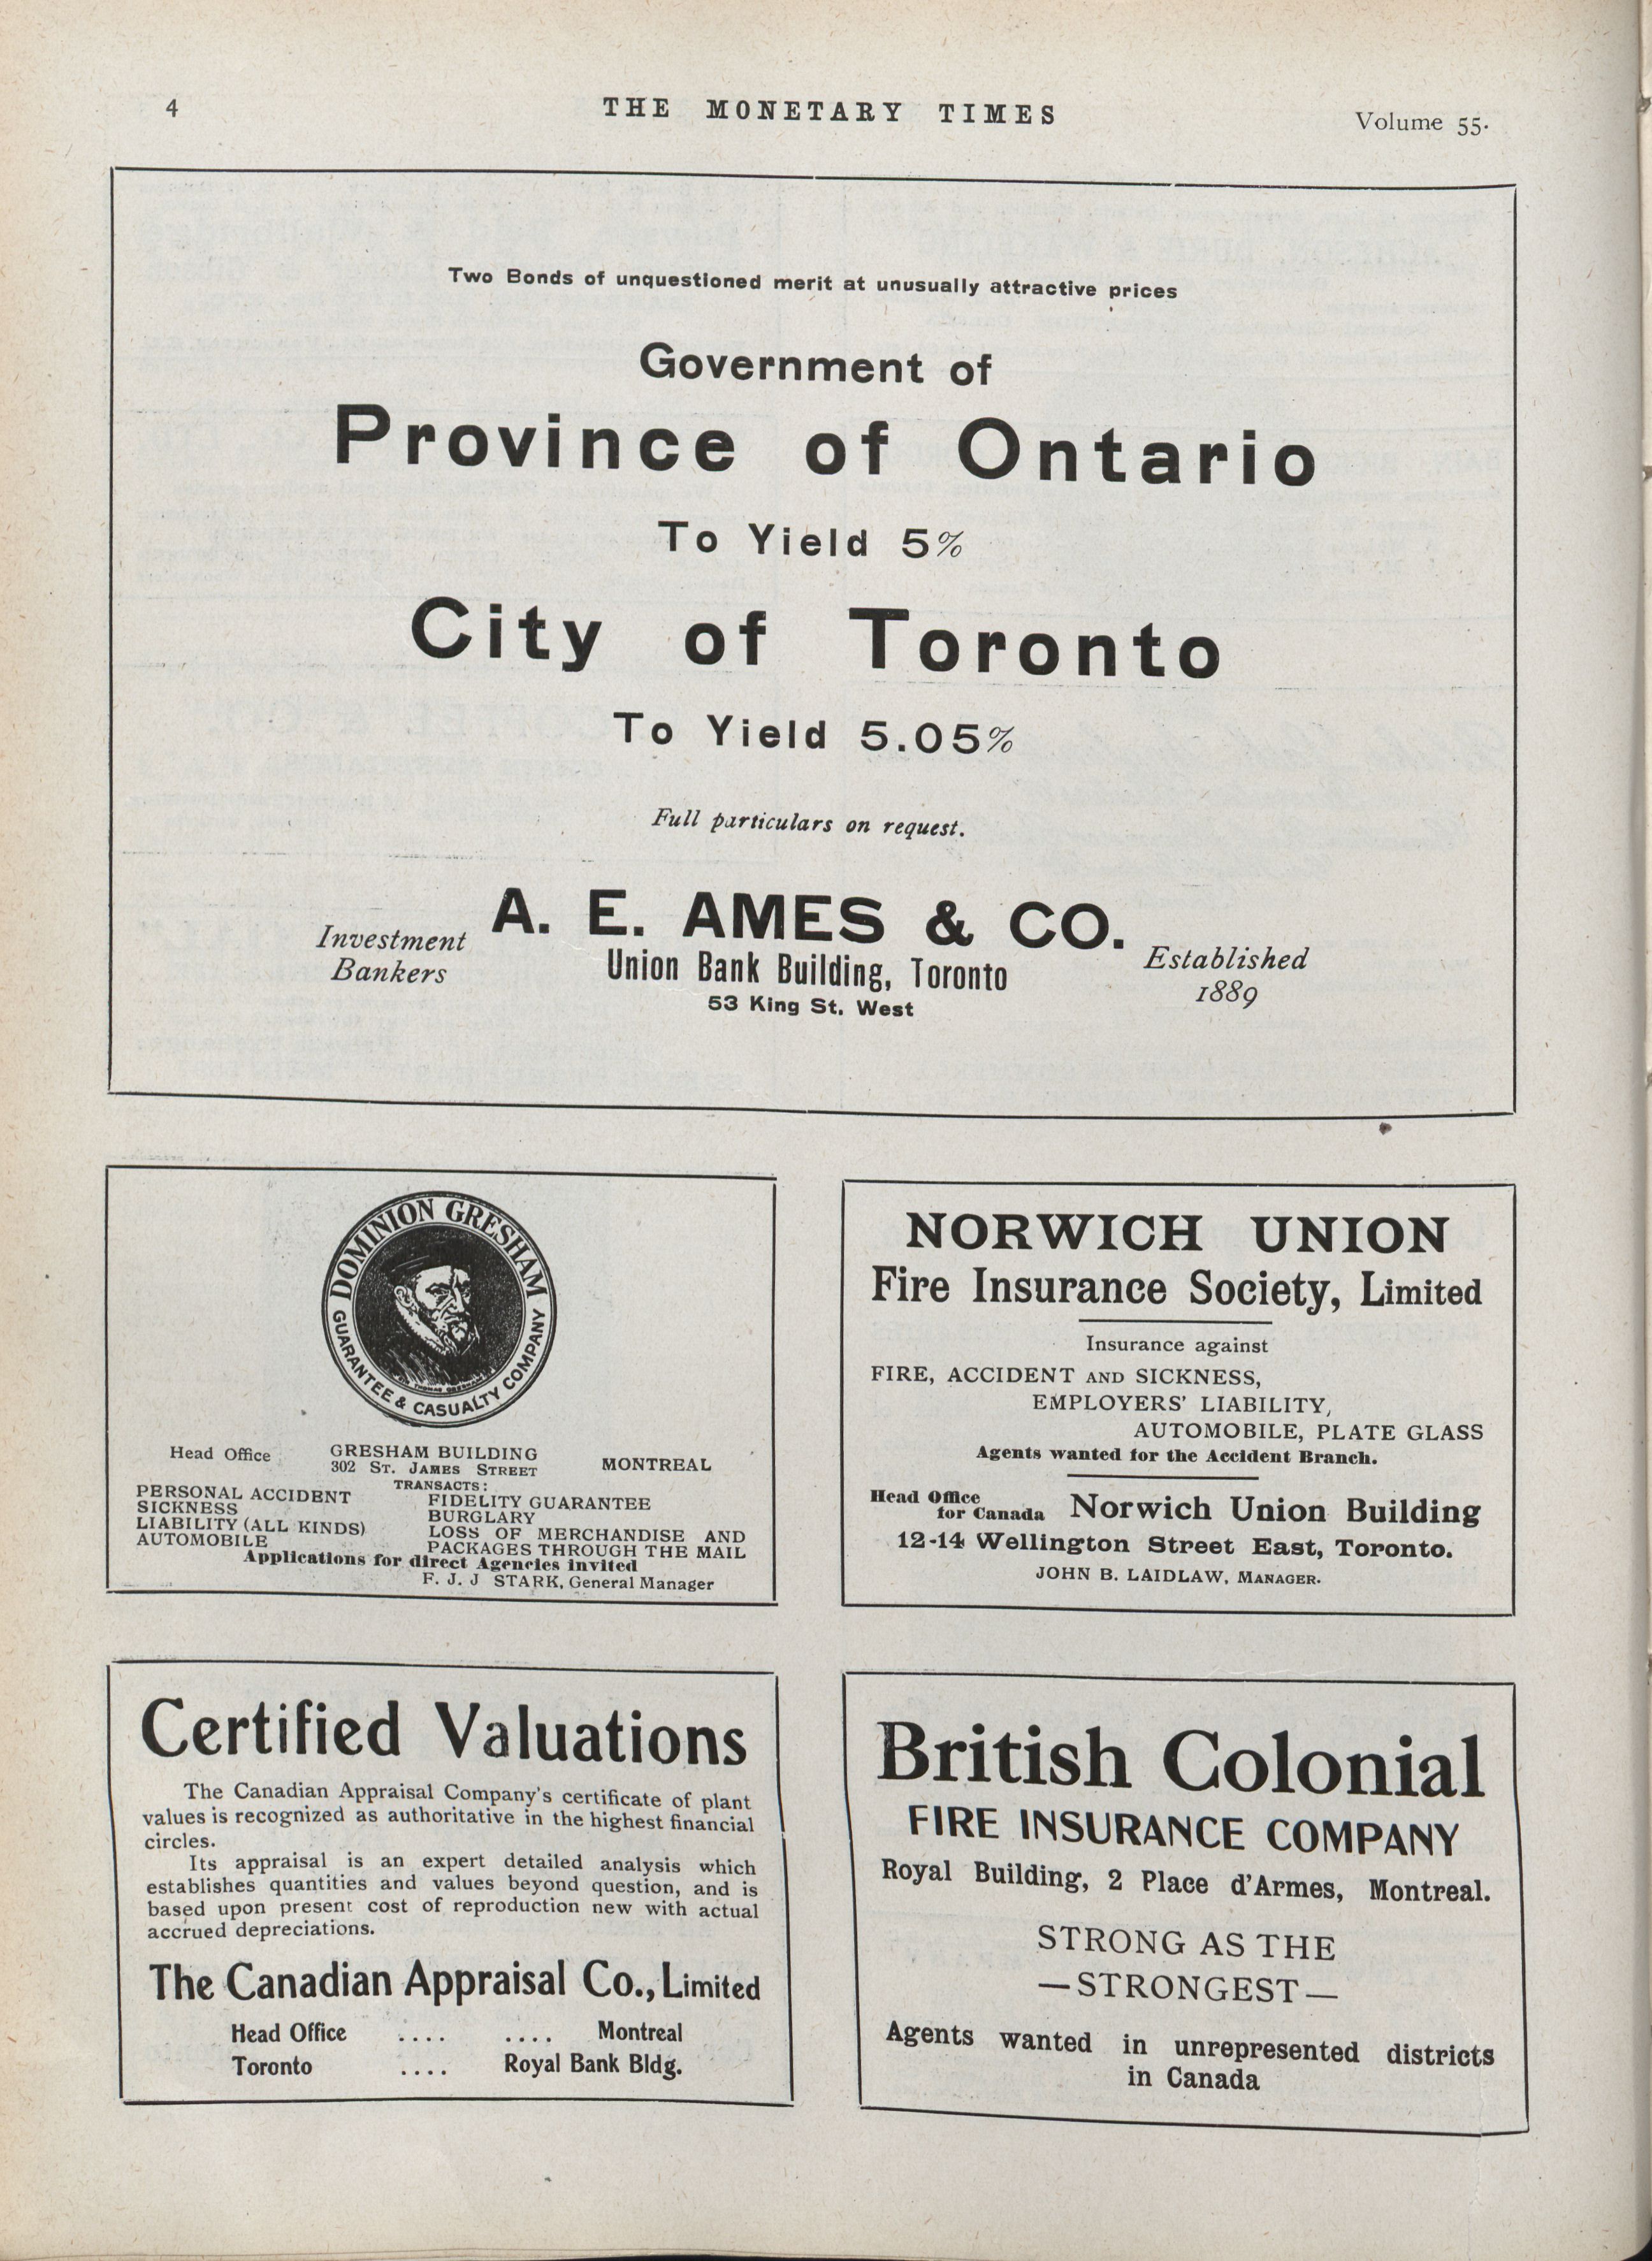 4
THE MONETARY TIMES
Volume 55.
Two Bonds of unquestioned merit at unusually attractive prices
Government of
Province of Ontario
To Yield 5%
City of Toronto
To Yield 5.05%
Full particulars on request.
Investment
Bankers
A. E. AMES & CO.
Union Bank Building, Toronto
53 King St. West
Established
1889
DOMINION GRESHAM
GUARANTEE & CASUALTY COMPANY
Head Office
GRESHAM BUILDING
302 ST. JAMES STREET
MONTREAL
TRANSACTS:
PERSONAL ACCIDENT
SICKNESS
LIABILITY (ALL KINDS)
AUTOMOBILE
FIDELITY GUARANTEE
BURGLARY
LOSS OF MERCHANDISE AND
PACKAGES THROUGH THE MAIL
Applications for direct Agencies invited
F. J. J STARK, General Manager
NORWICH UNION
Fire Insurance Society, Limited
Insurance against
FIRE, ACCIDENT AND SICKNESS,
EMPLOYERS' LIABILITY,
AUTOMOBILE, PLATE GLASS
Agents wanted for the Accident Branch.
Head Office
for Canada
Norwich Union Building
12-14 Wellington Street East, Toronto.
JOHN B. LAIDLAW, MANAGER.
Certified Valuations
The Canadian Appraisal Company's certificate of plant
values is recognized as authoritative in the highest financial
circles.
Its appraisal is an expert detailed analysis which
establishes quantities and values beyond question, and is
based upon present cost of reproduction new with actual
accrued depreciations.
The Canadian Appraisal Co., Limited
Head Office .... .... Montreal
Toronto .... Royal Bank Bldg.
British Colonial
FIRE INSURANCE COMPANY
Royal Building, 2 Place d'Armes, Montreal.
STRONG AS THE
—STRONGEST—
Agents wanted in unrepresented districts
in Canada